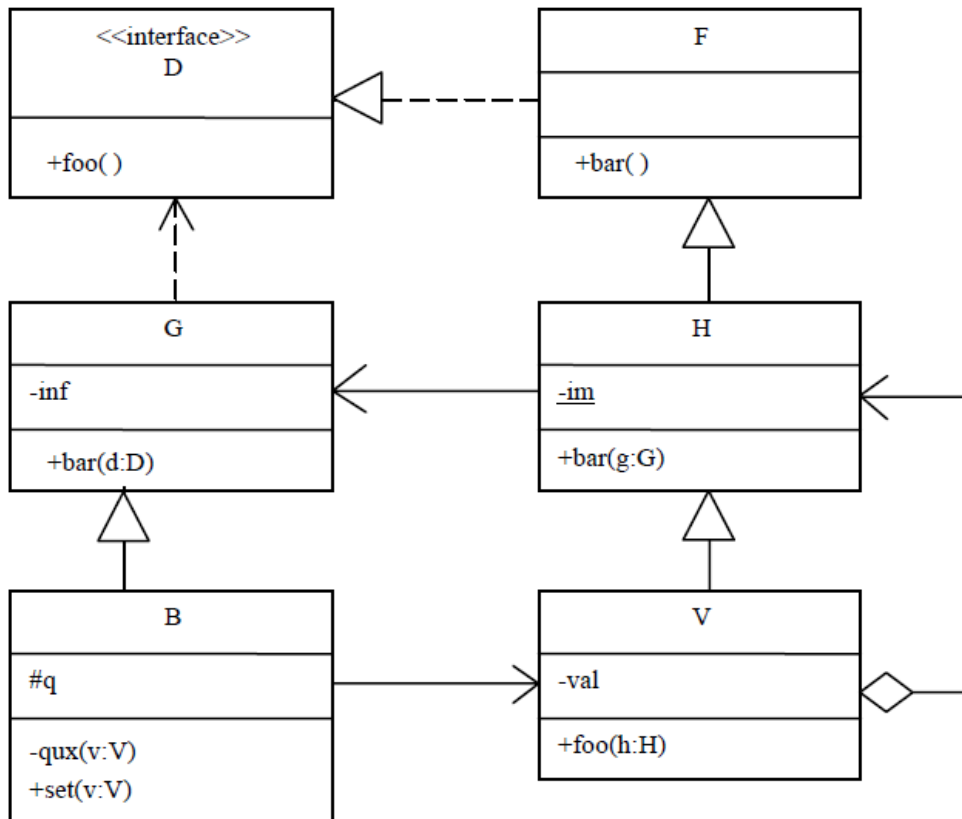 <<interface>>
D
+foo( )
F
+bar( )
G
-inf
+bar(d:D)
H
-im
+bar(g:G)
B
#q
-qux(v:V)
+set(v:V)
V
-val
+foo(h:H)